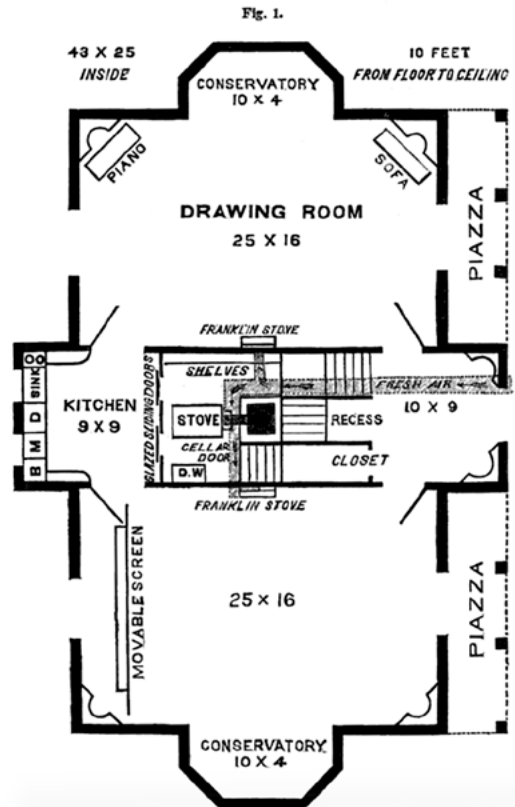 Fig. 1.
43 X 25
INSIDE
10 FEET
FROM FLOOR TO CEILING
CONSERVATORY
10 X 4
PIANO
SOFA
DRAWING ROOM
25 X 16
PIAZZA
FRANKLIN STOVE
SHELVES
FRESH AIR
10 X 9
SINK
D
M
B
KITCHEN
9 X 9
GLAZED SLIDING DOORS
STOVE
RECESS
CELLAR
DOOR
CLOSET
D.W
FRANKLIN STOVE
MOVABLE SCREEN
25 X 16
PIAZZA
CONSERVATORY
10 X 4